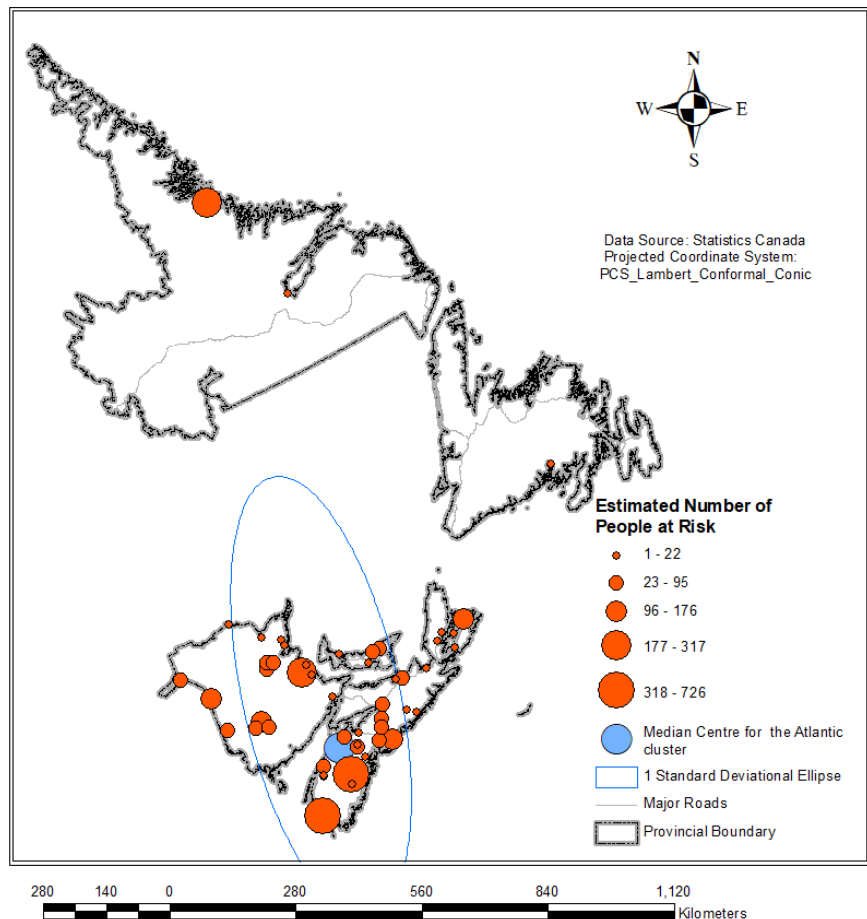 N
W E
S
Data Source: Statistics Canada
Projected Coordinate System:
PCS_Lambert_Conformal_Conic
Estimated Number of
People at Risk
1 - 22
23 - 95
96 - 176
177 - 317
318 - 726
Median Centre for the Atlantic
cluster
1 Standard Deviational Ellipse
Major Roads
Provincial Boundary
280 140 0 280 560 840 1,120
Kilometers